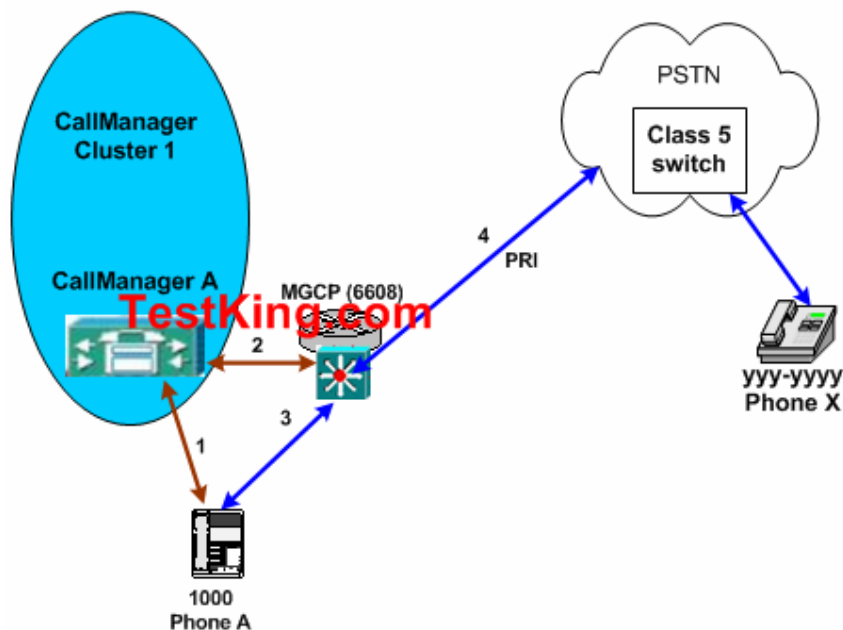 CallManager
Cluster 1
PSTN
Class 5
switch
4
PRI
CallManager A
MGCP (6608)
TestKing.com
2
3
1
yyy-yyyy
Phone X
1000
Phone A